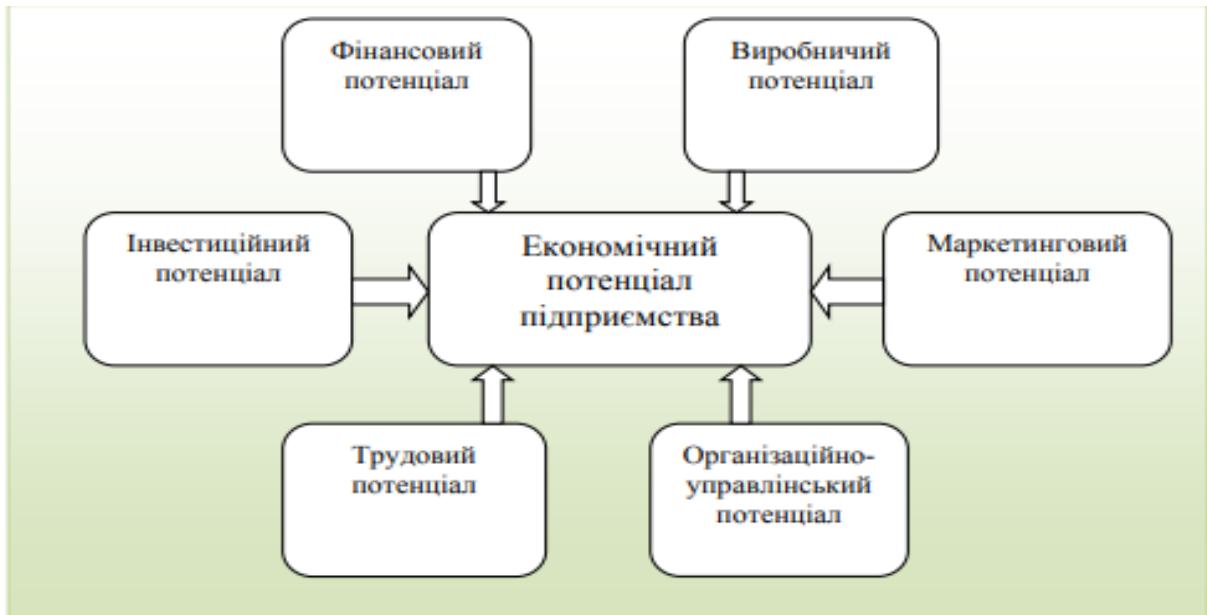 Фінансовий
потенціал
Виробничий
потенціал
Інвестиційний
потенціал
Економічний
потенціал
підприємства
Маркетинговий
потенціал
Трудовий
потенціал
Організаційно-
управлінський
потенціал